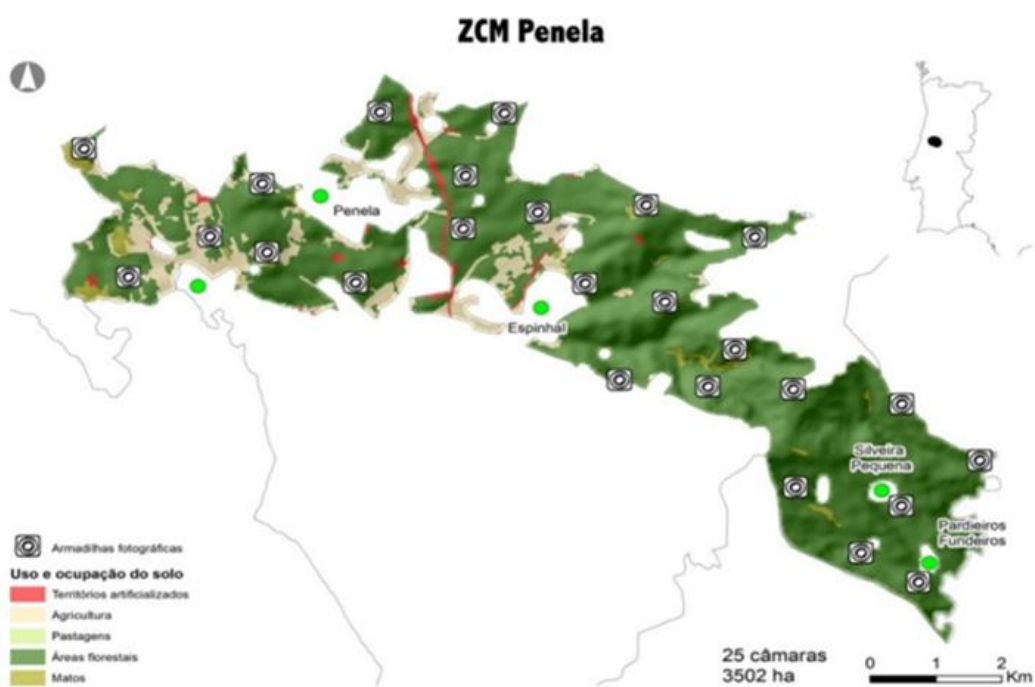 ZCM Penela
Penela
Espinhal
Silveira
Pequena
Pardieiros
Fundeiros
Armadilhas fotográficas
Uso e ocupação do solo
Territórios artificializados
Agricultura
Pastagens
Áreas florestais
Matos
25 câmaras
3502 ha
0 1 2
Km